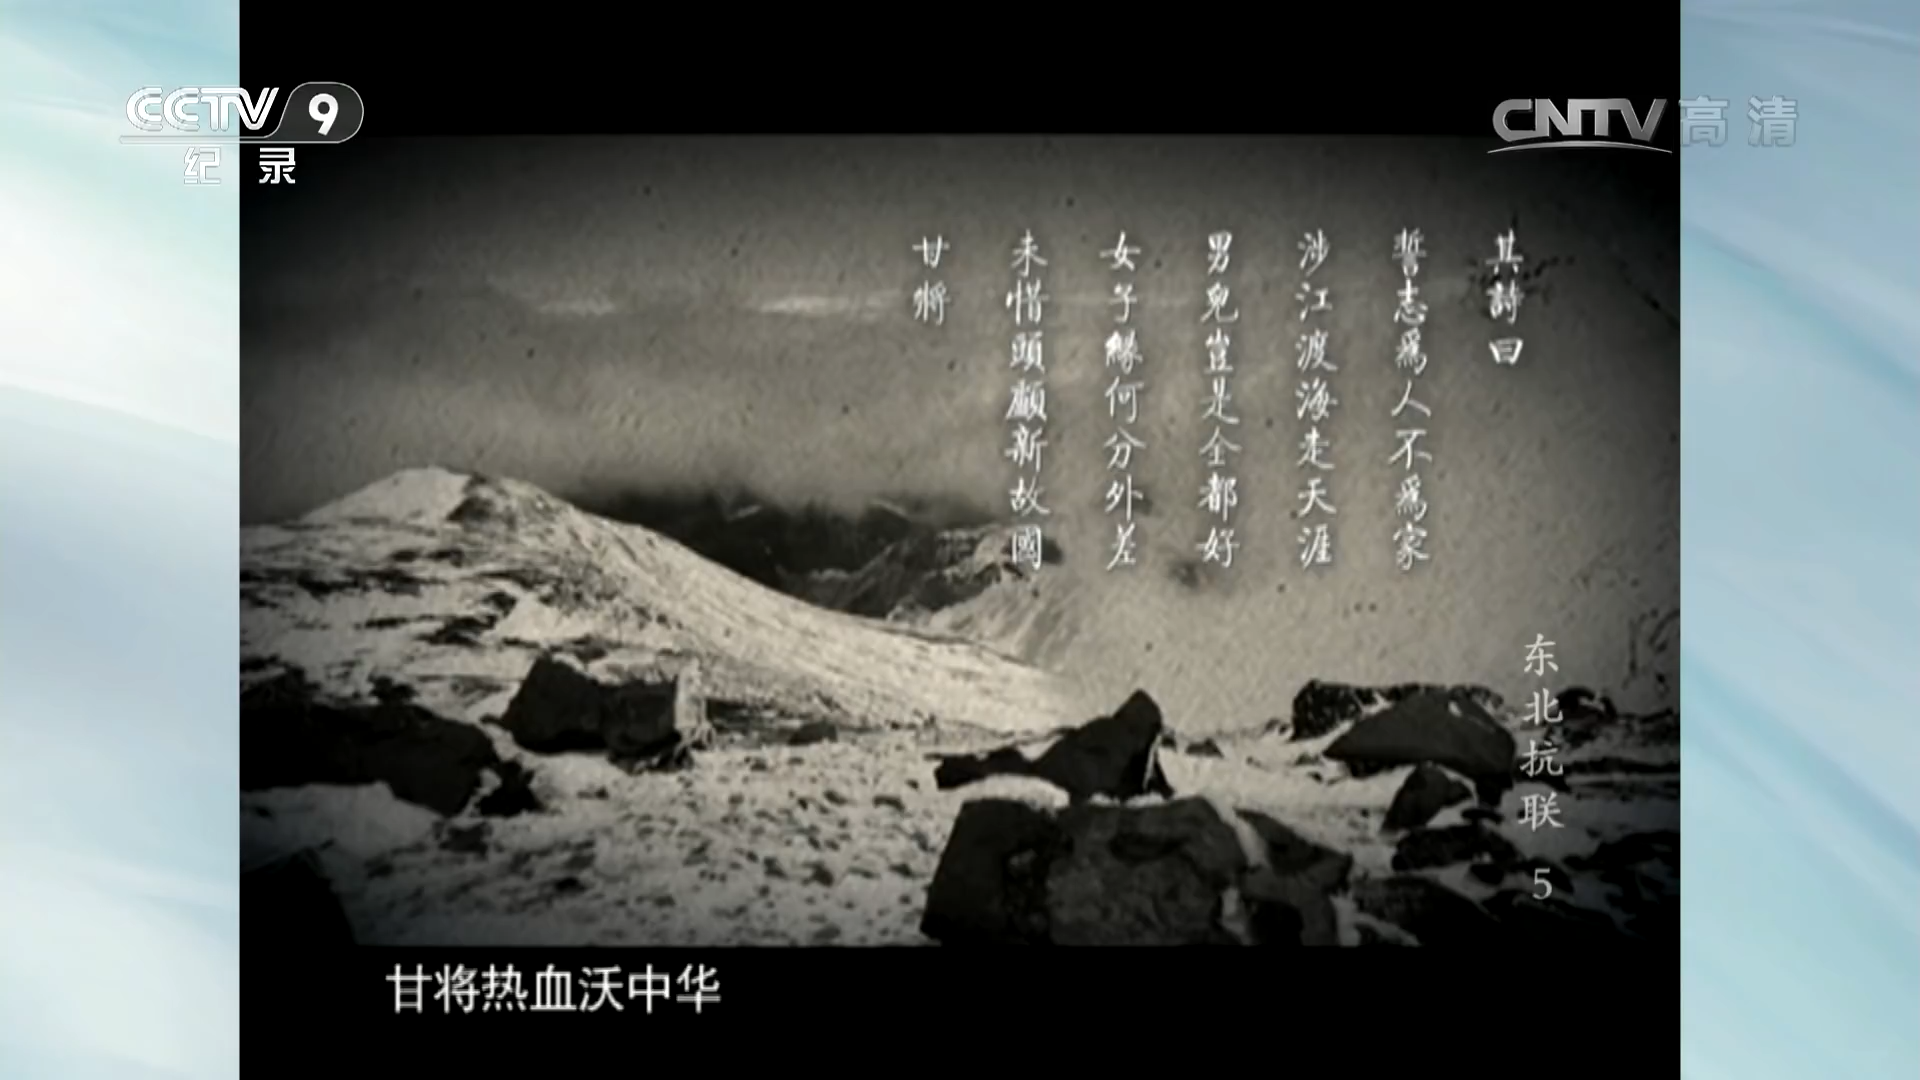 CCTV 9
纪录
CNTV高清
其詩曰
誓志爲人不爲家
涉江渡海走天涯
男兒豈是全都好
女子緣何分外差
未惜頭顱新故國
甘將
东北抗联 5
甘将热血沃中华